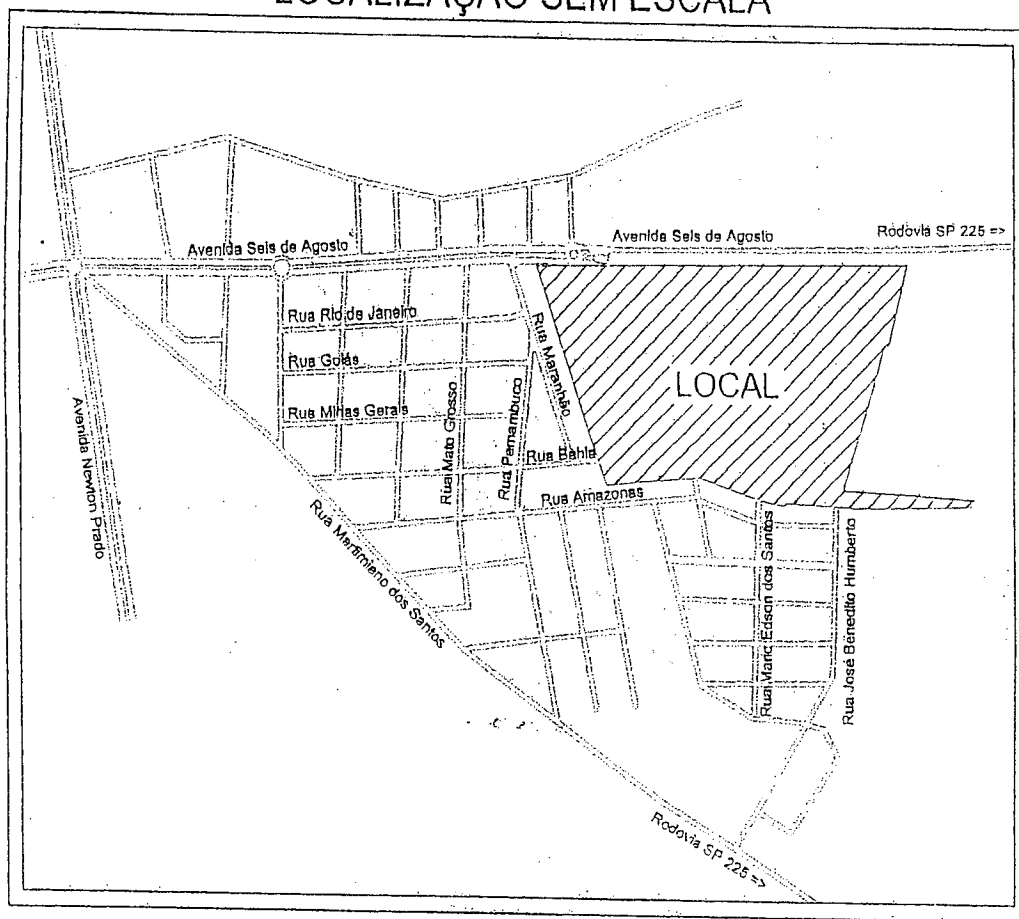 LOCALIZAÇÃO SEM ESCALA
Avenida Seis de Agosto
Avenida Seis de Agosto
Rodovia SP 225 =>
Rua Rio de Janeiro
Rua Goiás
Rua Minas Gerais
Rua Mato Grosso
Rua Pernambuco
Rua Maranhão
LOCAL
Rua Bahia
Rua Amazonas
Avenida Newton Prado
Rua Martimieno dos Santos
Rua Mario Edson dos Santos
Rua José Benedito Humberto
Rodovia SP 225 =>